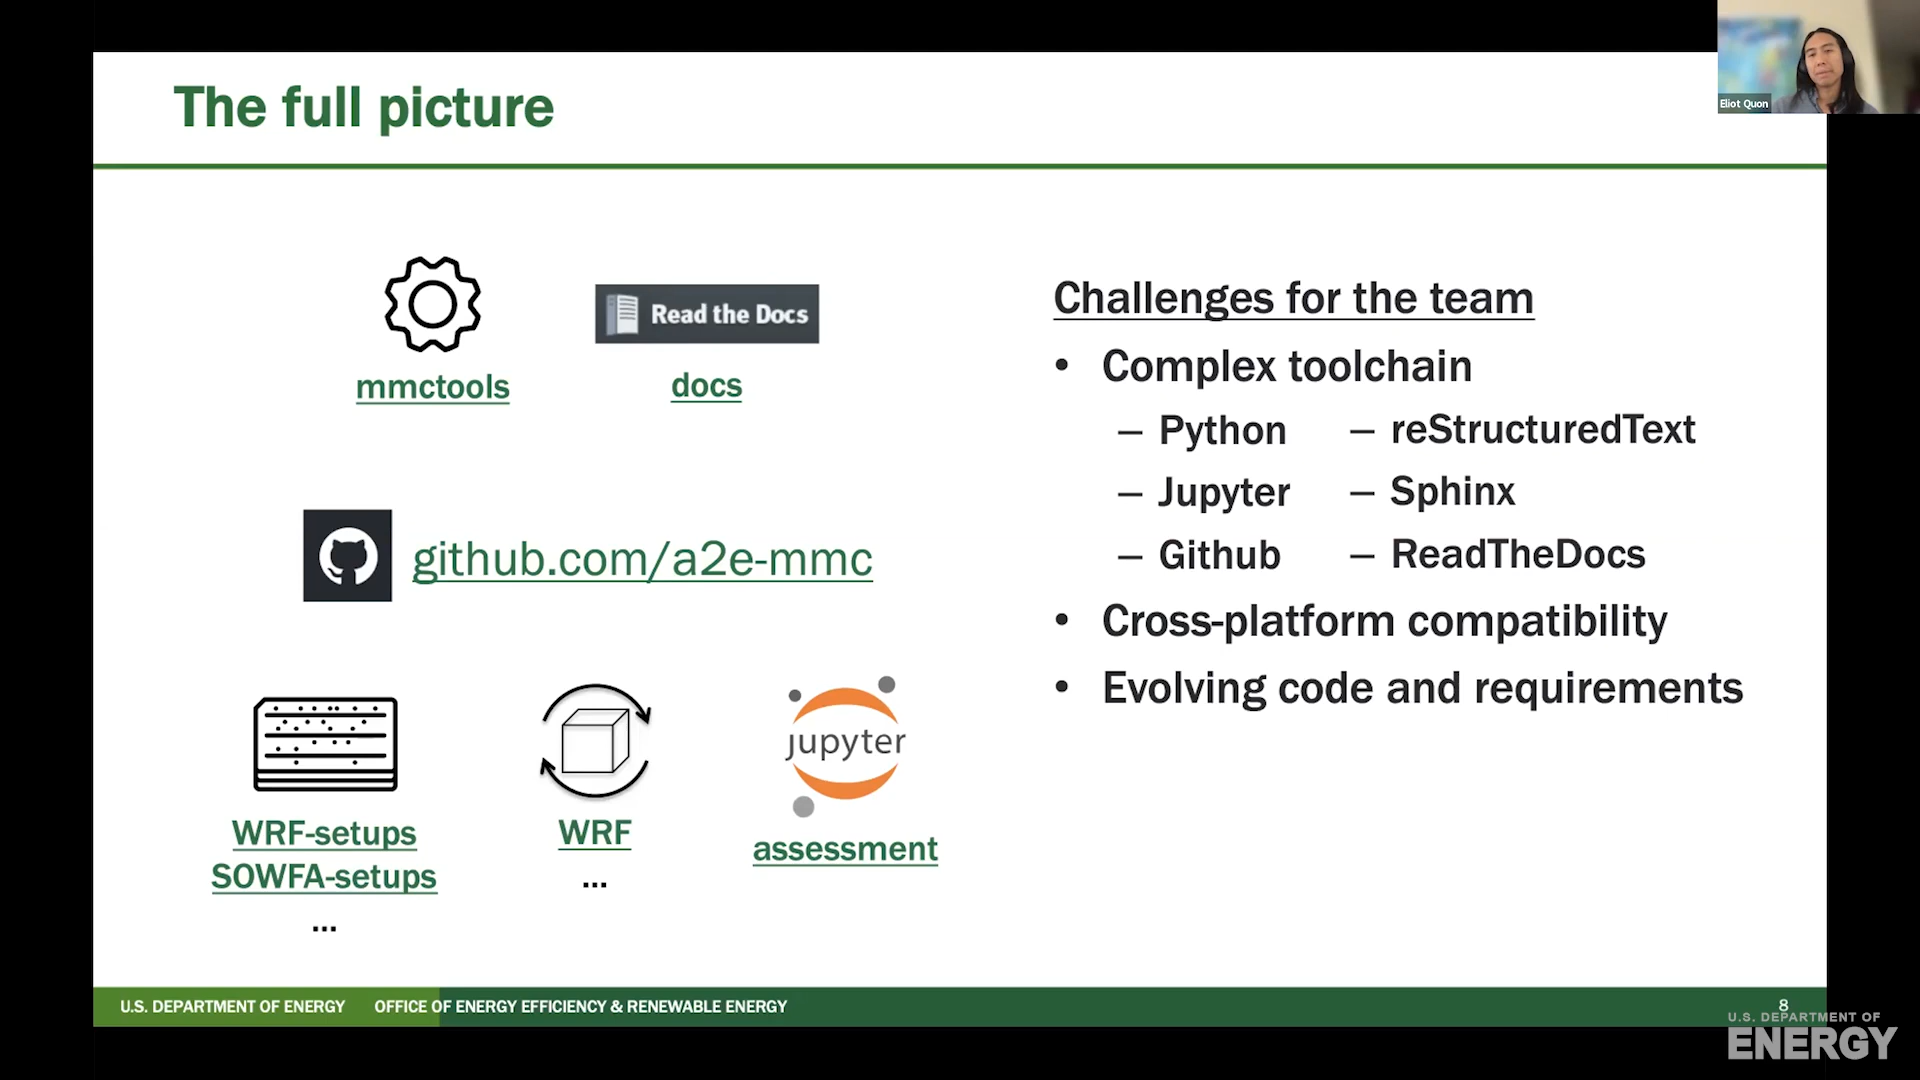 Eliot Quon
The full picture
mmctools
Read the Docs
docs
github.com/a2e-mmc
WRF-setups
SOWFA-setups
...
WRF
...
jupyter
assessment
Challenges for the team
• Complex toolchain
– Python
– Jupyter
– Github
– reStructuredText
– Sphinx
– ReadTheDocs
• Cross-platform compatibility
• Evolving code and requirements
U.S. DEPARTMENT OF ENERGY
OFFICE OF ENERGY EFFICIENCY & RENEWABLE ENERGY
8
U.S. DEPARTMENT OF
ENERGY